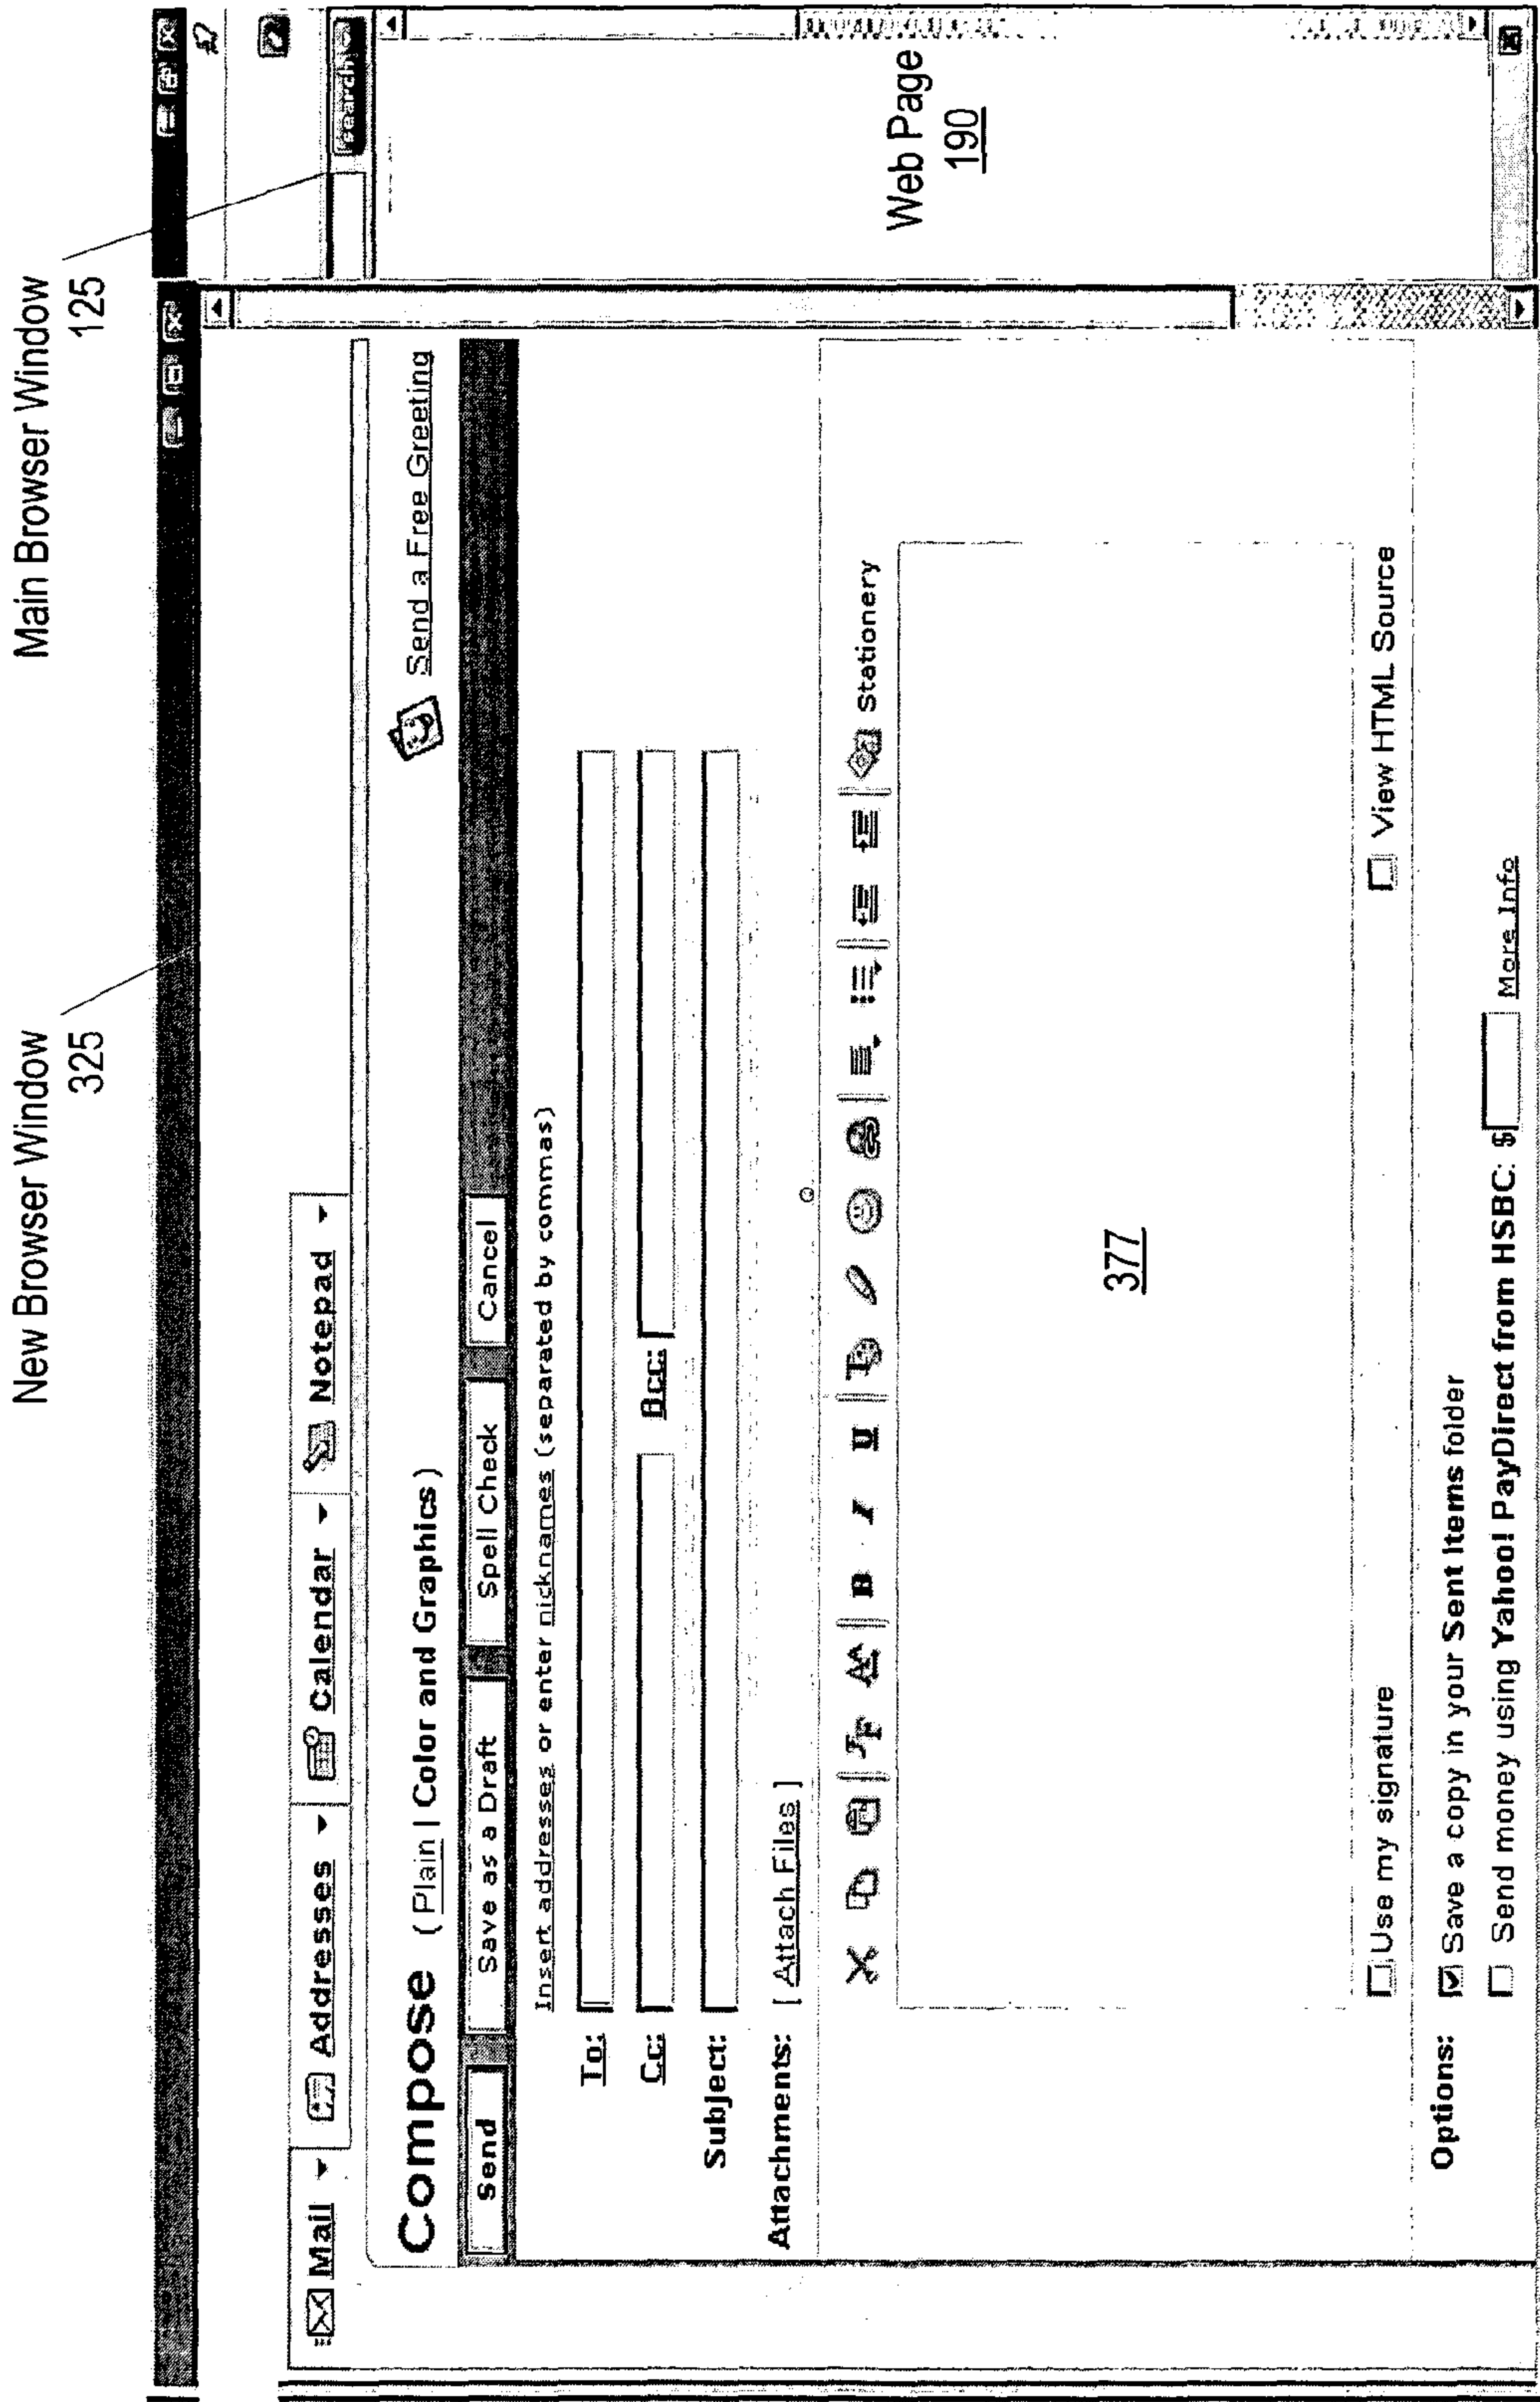 New Browser Window
325
Main Browser Window
125
Mail
Addresses
Calendar
Notepad
search
Compose (Plain | Color and Graphics)
Send a Free Greeting
Send
Save as a Draft
Spell Check
Cancel
Insert addresses or enter nicknames (separated by commas)
To:
Cc:
Bcc:
Subject:
Attachments: [ Attach Files ]
B I U
Stationery
377
Web Page
190
Use my signature
View HTML Source
Options:
Save a copy in your Sent Items folder
Send money using Yahoo! PayDirect from HSBC: $
More Info